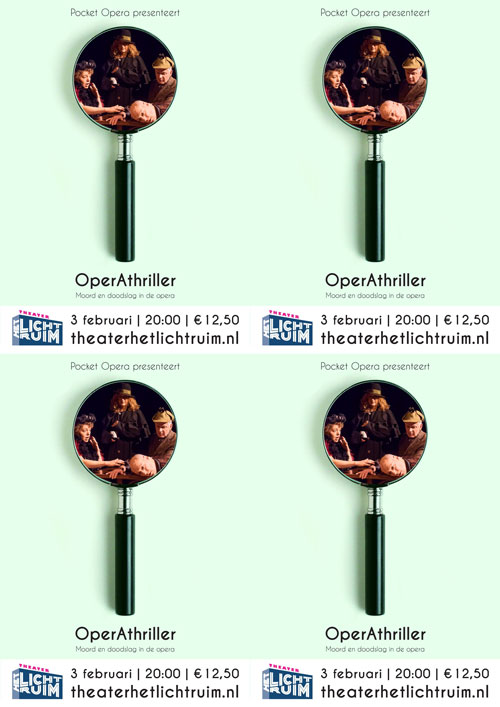 Pocket Opera presenteert
OperAthriller
Moord en doodslag in de opera
THEATER
LICHT
RUIM
3 februari | 20:00 | € 12,50
theaterhetlichtruim.nl
Pocket Opera presenteert
OperAthriller
Moord en doodslag in de opera
THEATER
LICHT
RUIM
3 februari | 20:00 | € 12,50
theaterhetlichtruim.nl
Pocket Opera presenteert
OperAthriller
Moord en doodslag in de opera
THEATER
LICHT
RUIM
3 februari | 20:00 | € 12,50
theaterhetlichtruim.nl
Pocket Opera presenteert
OperAthriller
Moord en doodslag in de opera
THEATER
LICHT
RUIM
3 februari | 20:00 | € 12,50
theaterhetlichtruim.nl